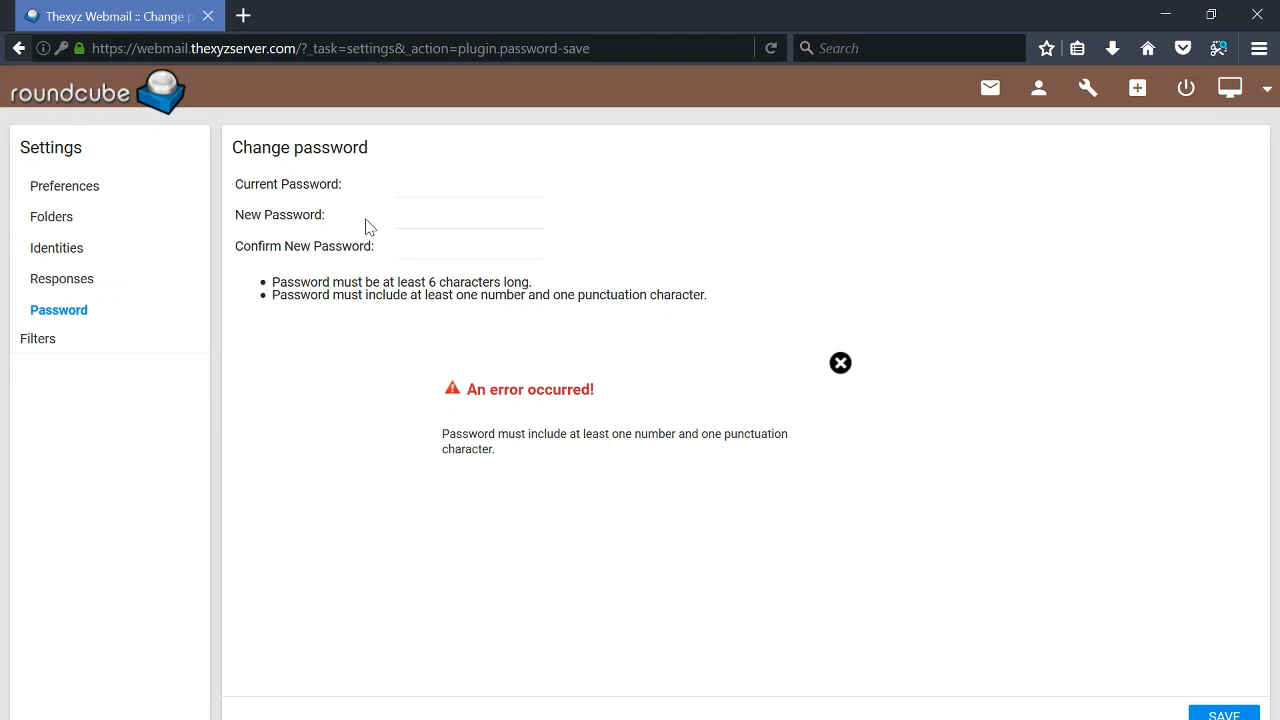 Thexyz Webmail :: Change p
https://webmail.thexyzserver.com/?_task=settings&_action=plugin.password-save
Search
roundcube
Settings
Preferences
Folders
Identities
Responses
Password
Filters
Change password
Current Password:
New Password:
Confirm New Password:
• Password must be at least 6 characters long.
• Password must include at least one number and one punctuation character.
An error occurred!
Password must include at least one number and one punctuation
character.
SAVE